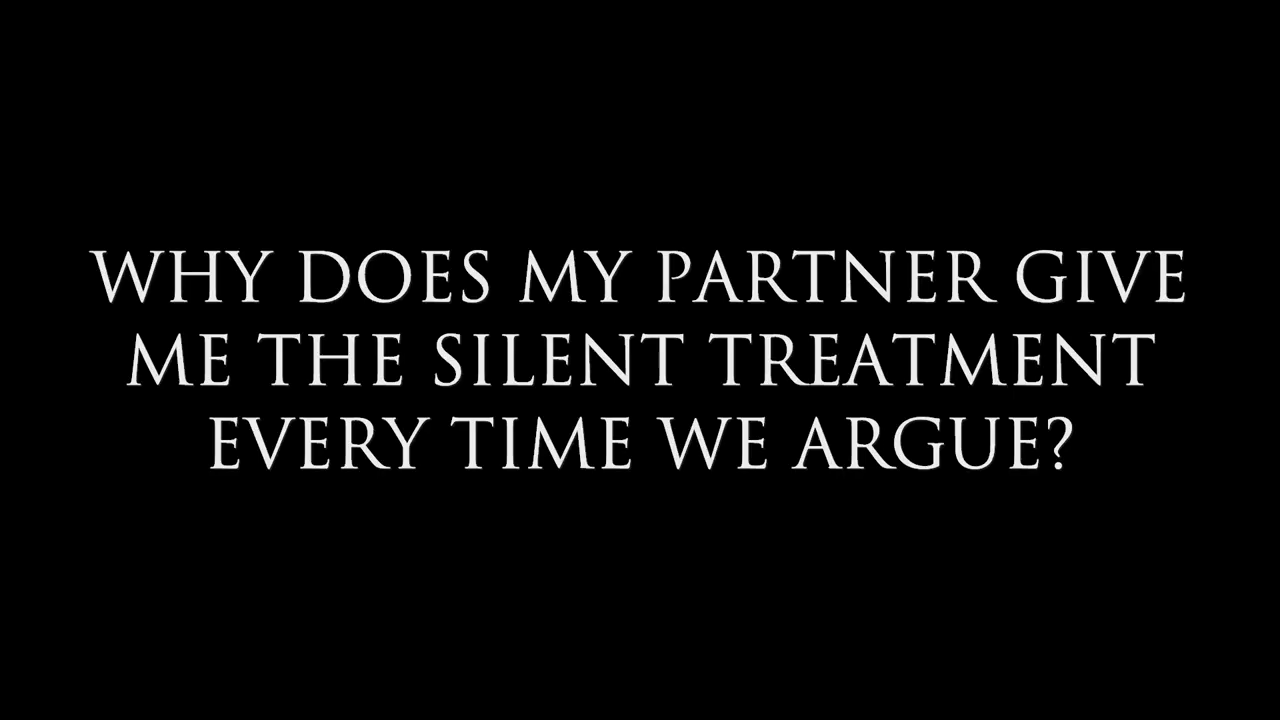 WHY DOES MY PARTNER GIVE
ME THE SILENT TREATMENT
EVERY TIME WE ARGUE?